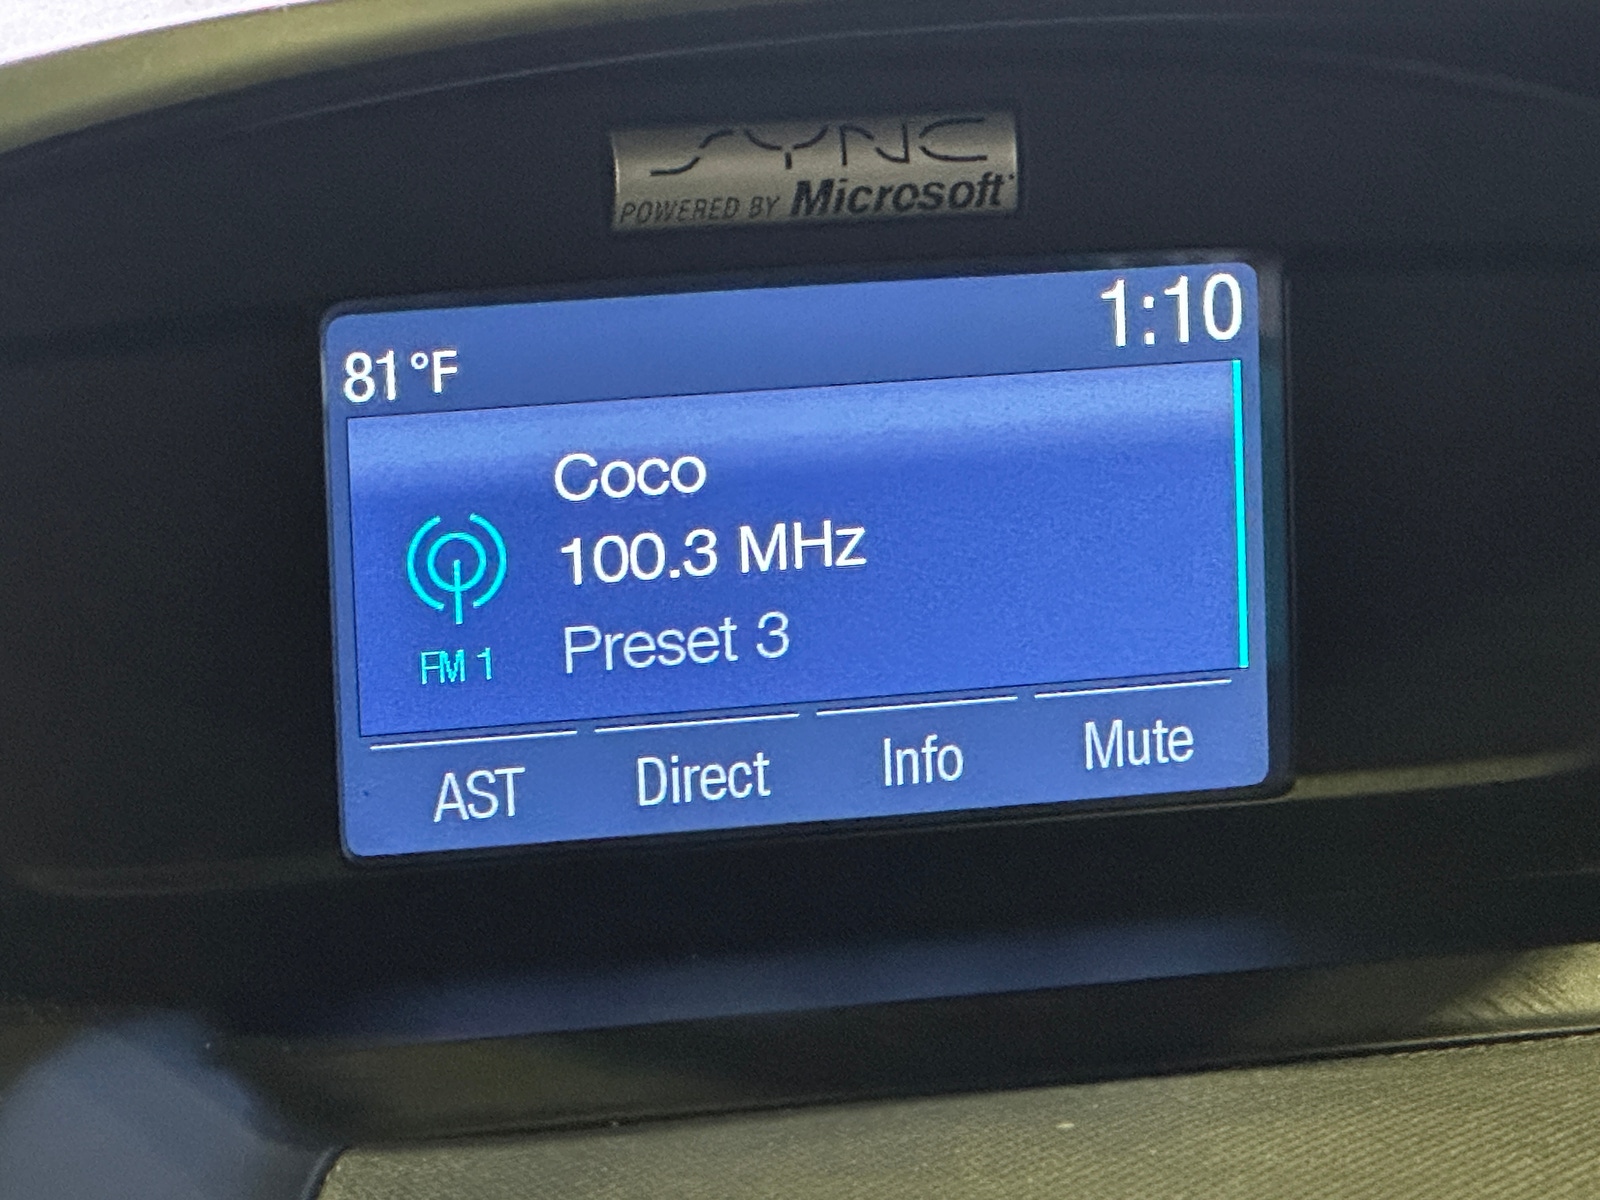 SYNC
POWERED BY Microsoft
1:10
81°F
Coco
100.3 MHz
Preset 3
FM 1
AST Direct Info Mute